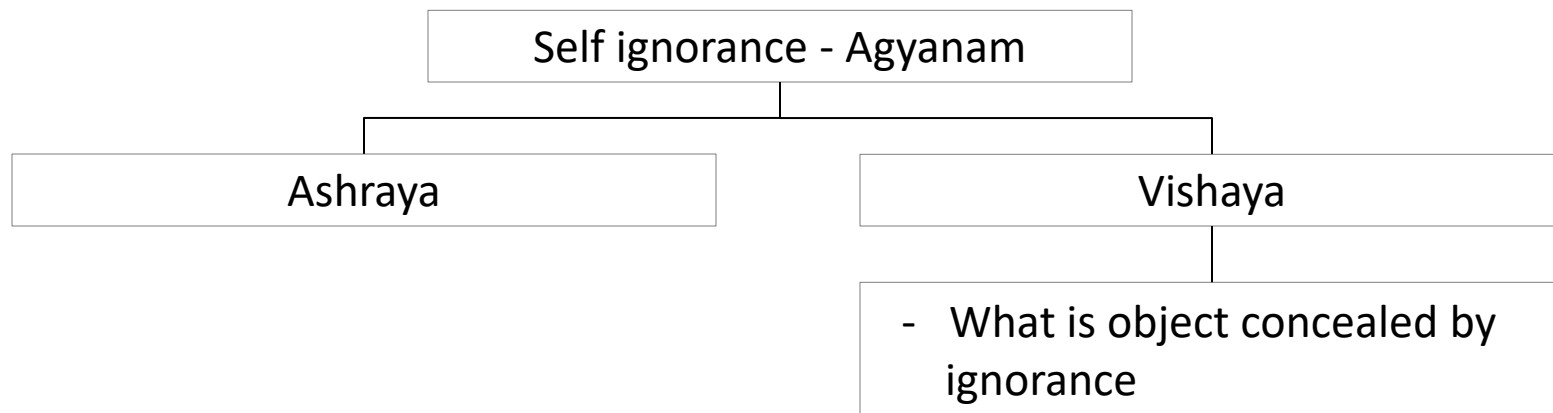 Self ignorance - Agyanam
Ashraya
Vishaya
- What is object concealed by
ignorance